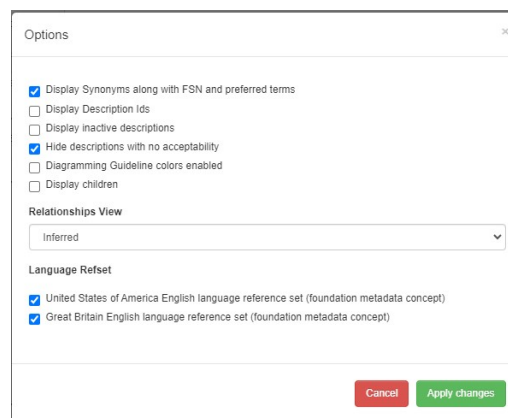 Options
×
Display Synonyms along with FSN and preferred terms
Display Description Ids
Display inactive descriptions
Hide descriptions with no acceptability
Diagramming Guideline colors enabled
Display children
Relationships View
Inferred
Language Refset
United States of America English language reference set (foundation metadata concept)
Great Britain English language reference set (foundation metadata concept)
Cancel Apply changes